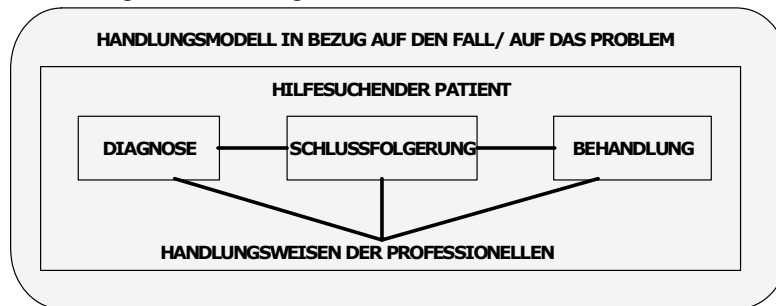 HANDLUNGSMODELL IN BEZUG AUF DEN FALL/ AUF DAS PROBLEM
HILFESUCHENDER PATIENT
DIAGNOSE
SCHLUSSFOLGERUNG
BEHANDLUNG
HANDLUNGSWEISEN DER PROFESSIONELLEN